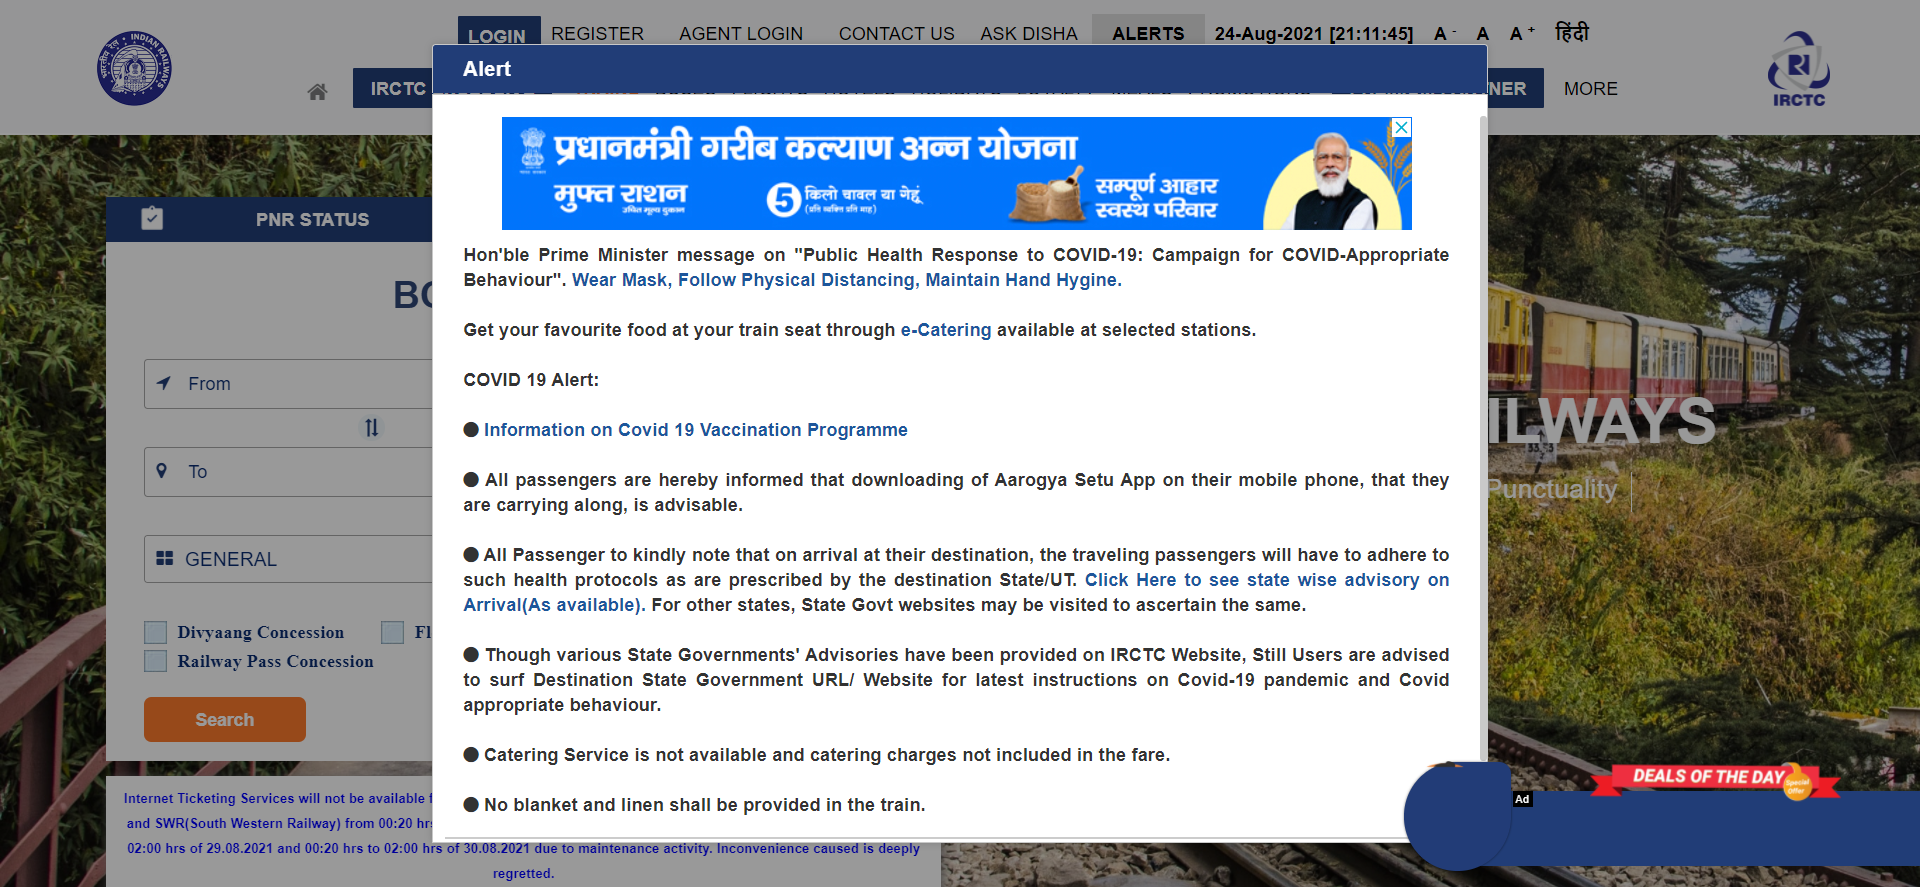 LOGIN REGISTER AGENT LOGIN CONTACT US ASK DISHA ALERTS 24-Aug-2021 [21:11:45] A - A A + हिंदी
INDIAN RAILWAYS
भारतीय रेल
IRCTC
NER MORE
IRCTC
Alert
प्रधानमंत्री गरीब कल्याण अन्न योजना
मुफ्त राशन
उचित मूल्य दुकान
5 किलो चावल या गेहूं
(प्रति व्यक्ति प्रति माह)
सम्पूर्ण आहार
स्वस्थ परिवार
PNR STATUS
Hon'ble Prime Minister message on "Public Health Response to COVID-19: Campaign for COVID-Appropriate
Behaviour". Wear Mask, Follow Physical Distancing, Maintain Hand Hygine.
Get your favourite food at your train seat through e-Catering available at selected stations.
COVID 19 Alert:
● Information on Covid 19 Vaccination Programme
● All passengers are hereby informed that downloading of Aarogya Setu App on their mobile phone, that they
are carrying along, is advisable.
● All Passenger to kindly note that on arrival at their destination, the traveling passengers will have to adhere to
such health protocols as are prescribed by the destination State/UT. Click Here to see state wise advisory on
Arrival(As available). For other states, State Govt websites may be visited to ascertain the same.
● Though various State Governments' Advisories have been provided on IRCTC Website, Still Users are advised
to surf Destination State Government URL/ Website for latest instructions on Covid-19 pandemic and Covid
appropriate behaviour.
● Catering Service is not available and catering charges not included in the fare.
● No blanket and linen shall be provided in the train.
From
To
GENERAL
Divyaang Concession Fl
Railway Pass Concession
Search
ILWAYS
Punctuality
Internet Ticketing Services will not be available f
and SWR(South Western Railway) from 00:20 hr
02:00 hrs of 29.08.2021 and 00:20 hrs to 02:00 hrs of 30.08.2021 due to maintenance activity. Inconvenience caused is deeply
regretted.
DEALS OF THE DAY
Special
Offer
Ad